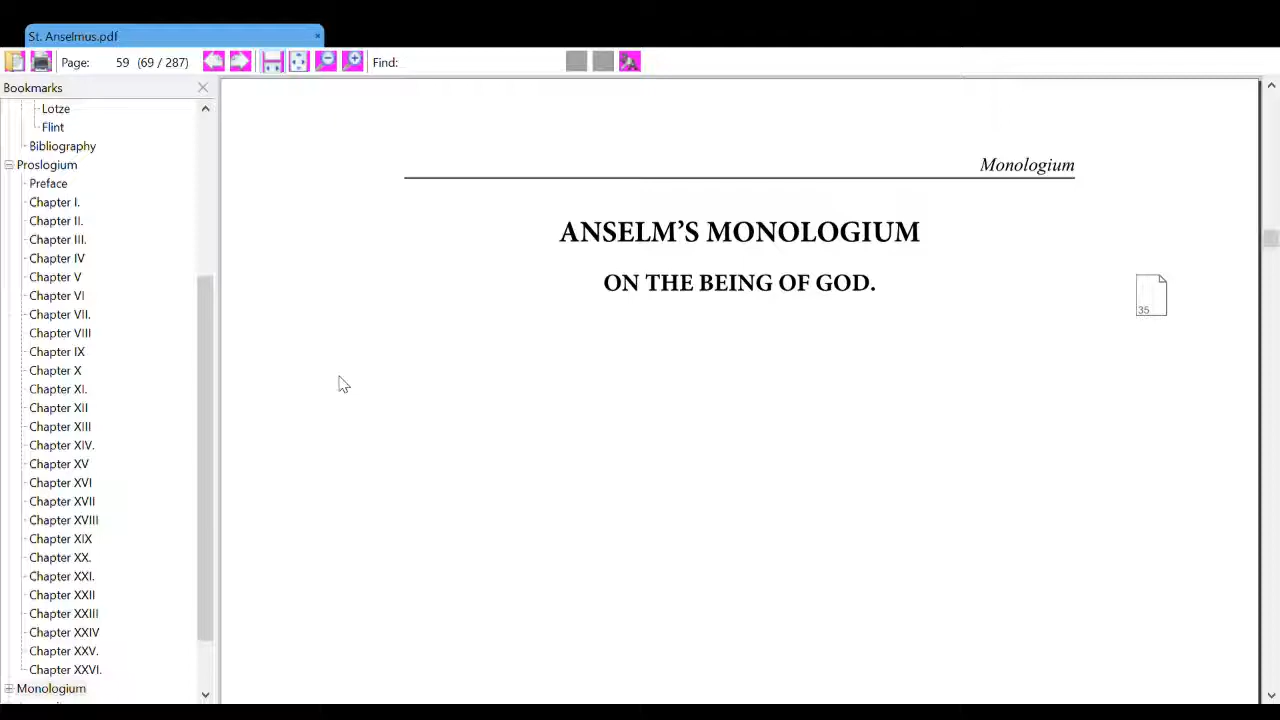 St. Anselmus.pdf
Page: 59 (69 / 287) Find:
Bookmarks
Lotze
Flint
Bibliography
Proslogium
Preface
Chapter I.
Chapter II.
Chapter III.
Chapter IV
Chapter V
Chapter VI
Chapter VII.
Chapter VIII
Chapter IX
Chapter X
Chapter XI.
Chapter XII
Chapter XIII
Chapter XIV.
Chapter XV
Chapter XVI
Chapter XVII
Chapter XVIII
Chapter XIX
Chapter XX.
Chapter XXI.
Chapter XXII
Chapter XXIII
Chapter XXIV
Chapter XXV.
Chapter XXVI.
Monologium
Monologium
ANSELM’S MONOLOGIUM
ON THE BEING OF GOD.
35